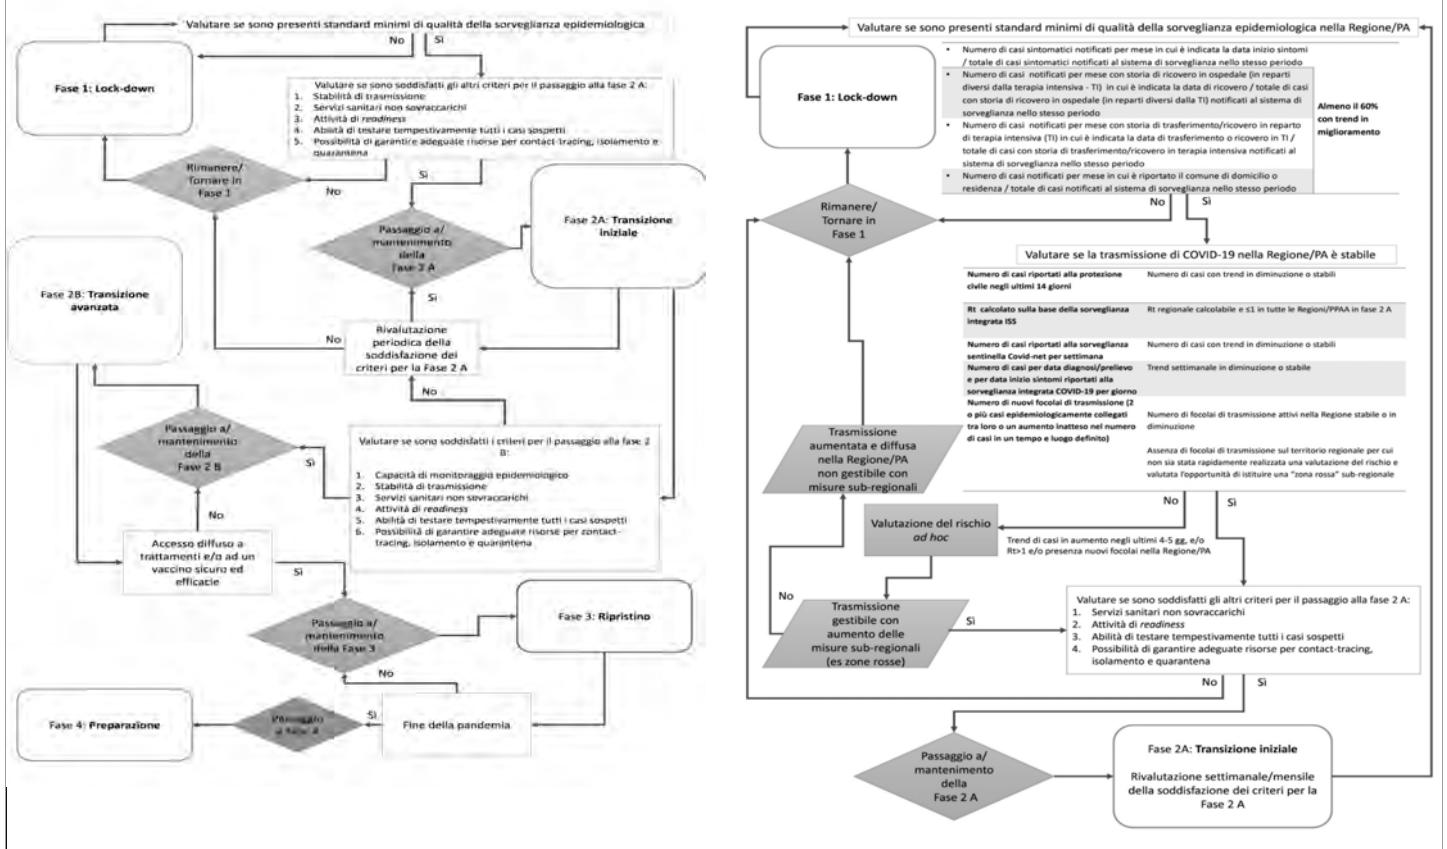 Valutare se sono presenti standard minimi di qualità della sorveglianza epidemiologica
No
Sì
Fase 1: Lock-down
Valutare se sono soddisfatti gli altri criteri per il passaggio alla fase 2 A:
1. Stabilità di trasmissione
2. Servizi sanitari non sovraccarichi
3. Attività di readiness
4. Abilità di testare tempestivamente tutti i casi sospetti
5. Possibilità di garantire adeguate risorse per contact-tracing, isolamento e
quarantena
Rimanere/
Tornare in
Fase 1
No
Sì
Passaggio a/
mantenimento
della
Fase 2 A
Fase 2A: Transizione
iniziale
Fase 2B: Transizione
avanzata
Sì
No
Rivalutazione
periodica della
soddisfazione dei
criteri per la Fase 2 A
No
Passaggio a/
mantenimento
della
Fase 2 B
Sì
Valutare se sono soddisfatti i criteri per il passaggio alla fase 2
B:
1. Capacità di monitoraggio epidemiologico
2. Stabilità di trasmissione
3. Servizi sanitari non sovraccarichi
4. Attività di readiness
5. Abilità di testare tempestivamente tutti i casi sospetti
6. Possibilità di garantire adeguate risorse per contact-
tracing, isolamento e quarantena
No
Accesso diffuso a
trattamenti e/o ad un
vaccino sicuro ed
efficacie
Sì
Passaggio a/
mantenimento
della Fase 3
Fase 3: Ripristino
No
Fase 4: Preparazione
Passaggio
a Fase 4
Sì
Fine della pandemia
Valutare se sono presenti standard minimi di qualità della sorveglianza epidemiologica nella Regione/PA
Fase 1: Lock-down
• Numero di casi sintomatici notificati per mese in cui è indicata la data inizio sintomi
/ totale di casi sintomatici notificati al sistema di sorveglianza nello stesso periodo
• Numero di casi notificati per mese con storia di ricovero in ospedale (in reparti
diversi dalla terapia intensiva - TI) in cui è indicata la data di ricovero / totale di casi
con storia di ricovero in ospedale (in reparti diversi dalla TI) notificati al sistema di
sorveglianza nello stesso periodo
• Numero di casi notificati per mese con storia di trasferimento/ricovero in reparto
di terapia intensiva (TI) in cui è indicata la data di trasferimento o ricovero in TI /
totale di casi con storia di trasferimento/ricovero in terapia intensiva notificati al
sistema di sorveglianza nello stesso periodo
• Numero di casi notificati per mese in cui è riportato il comune di domicilio o
residenza / totale di casi notificati al sistema di sorveglianza nello stesso periodo
Almeno il 60%
con trend in
miglioramento
No
Sì
Rimanere/
Tornare in
Fase 1
Valutare se la trasmissione di COVID-19 nella Regione/PA è stabile
Numero di casi riportati alla protezione
civile negli ultimi 14 giorni
Numero di casi con trend in diminuzione o stabili
Rt calcolato sulla base della sorveglianza
integrata ISS
Rt regionale calcolabile e ≤1 in tutte le Regioni/PPAA in fase 2 A
Numero di casi riportati alla sorveglianza
sentinella Covid-net per settimana
Numero di casi con trend in diminuzione o stabili
Numero di casi per data diagnosi/prelievo
e per data inizio sintomi riportati alla
sorveglianza integrata COVID-19 per giorno
Trend settimanale in diminuzione o stabile
Numero di nuovi focolai di trasmissione (2
o più casi epidemiologicamente collegati
tra loro o un aumento inatteso nel numero
di casi in un tempo e luogo definito)
Numero di focolai di trasmissione attivi nella Regione stabile o in
diminuzione
Assenza di focolai di trasmissione sul territorio regionale per cui
non sia stata rapidamente realizzata una valutazione del rischio e
valutata l'opportunità di istituire una "zona rossa" sub-regionale
Trasmissione
aumentata e diffusa
nella Regione/PA
non gestibile con
misure sub-regionali
No
Sì
Valutazione del rischio
ad hoc
Trend di casi in aumento negli ultimi 4-5 gg, e/o
Rt>1 e/o presenza nuovi focolai nella Regione/PA
No
Trasmissione
gestibile con
aumento delle
misure sub-regionali
(es zone rosse)
Sì
Valutare se sono soddisfatti gli altri criteri per il passaggio alla fase 2 A:
1. Servizi sanitari non sovraccarichi
2. Attività di readiness
3. Abilità di testare tempestivamente tutti i casi sospetti
4. Possibilità di garantire adeguate risorse per contact-tracing,
isolamento e quarantena
No
Sì
Passaggio a/
mantenimento
della
Fase 2 A
Fase 2A: Transizione iniziale
Rivalutazione settimanale/mensile
della soddisfazione dei criteri per la
Fase 2 A